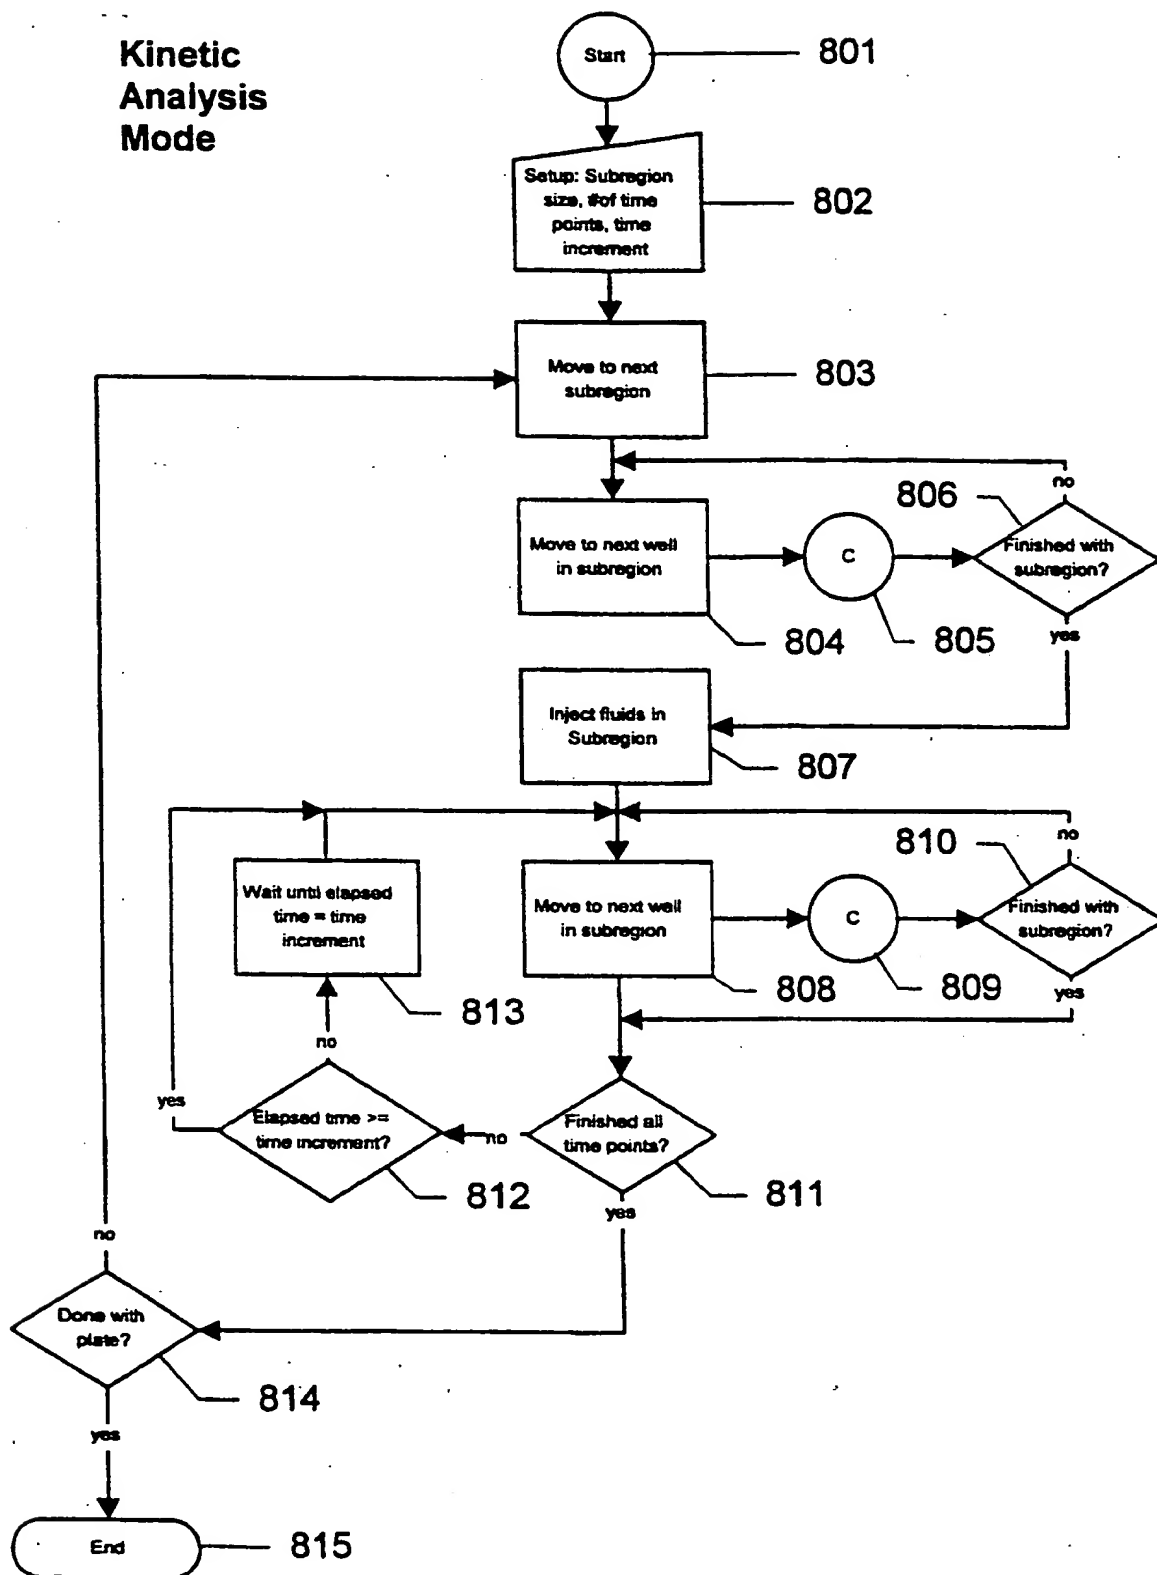 Kinetic
Analysis
Mode
Start
801
Setup: Subregion
size, #of time
points, time
increment
802
Move to next
subregion
803
no
806
Move to next well
in subregion
C
Finished with
subregion?
804
805
yes
Inject fluids in
Subregion
807
no
810
Wait until elapsed
time = time
increment
Move to next well
in subregion
C
Finished with
subregion?
813
808
809
yes
no
yes
Elapsed time >=
time increment?
no
Finished all
time points?
812
811
yes
no
Done with
plate?
814
yes
End
815